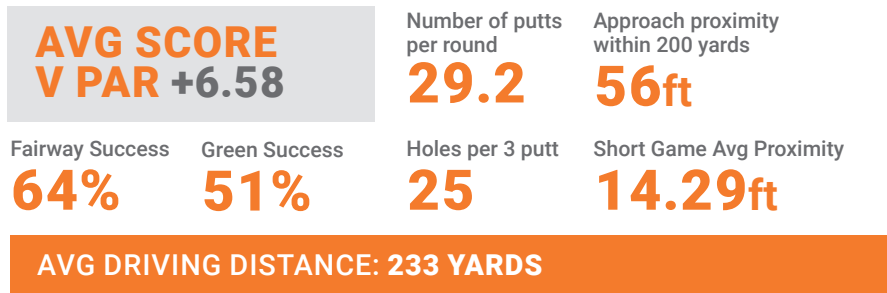 AVG SCORE
V PAR +6.58
Number of putts
per round
29.2
Approach proximity
within 200 yards
56ft
Fairway Success
64%
Green Success
51%
Holes per 3 putt
25
Short Game Avg Proximity
14.29ft
AVG DRIVING DISTANCE: 233 YARDS